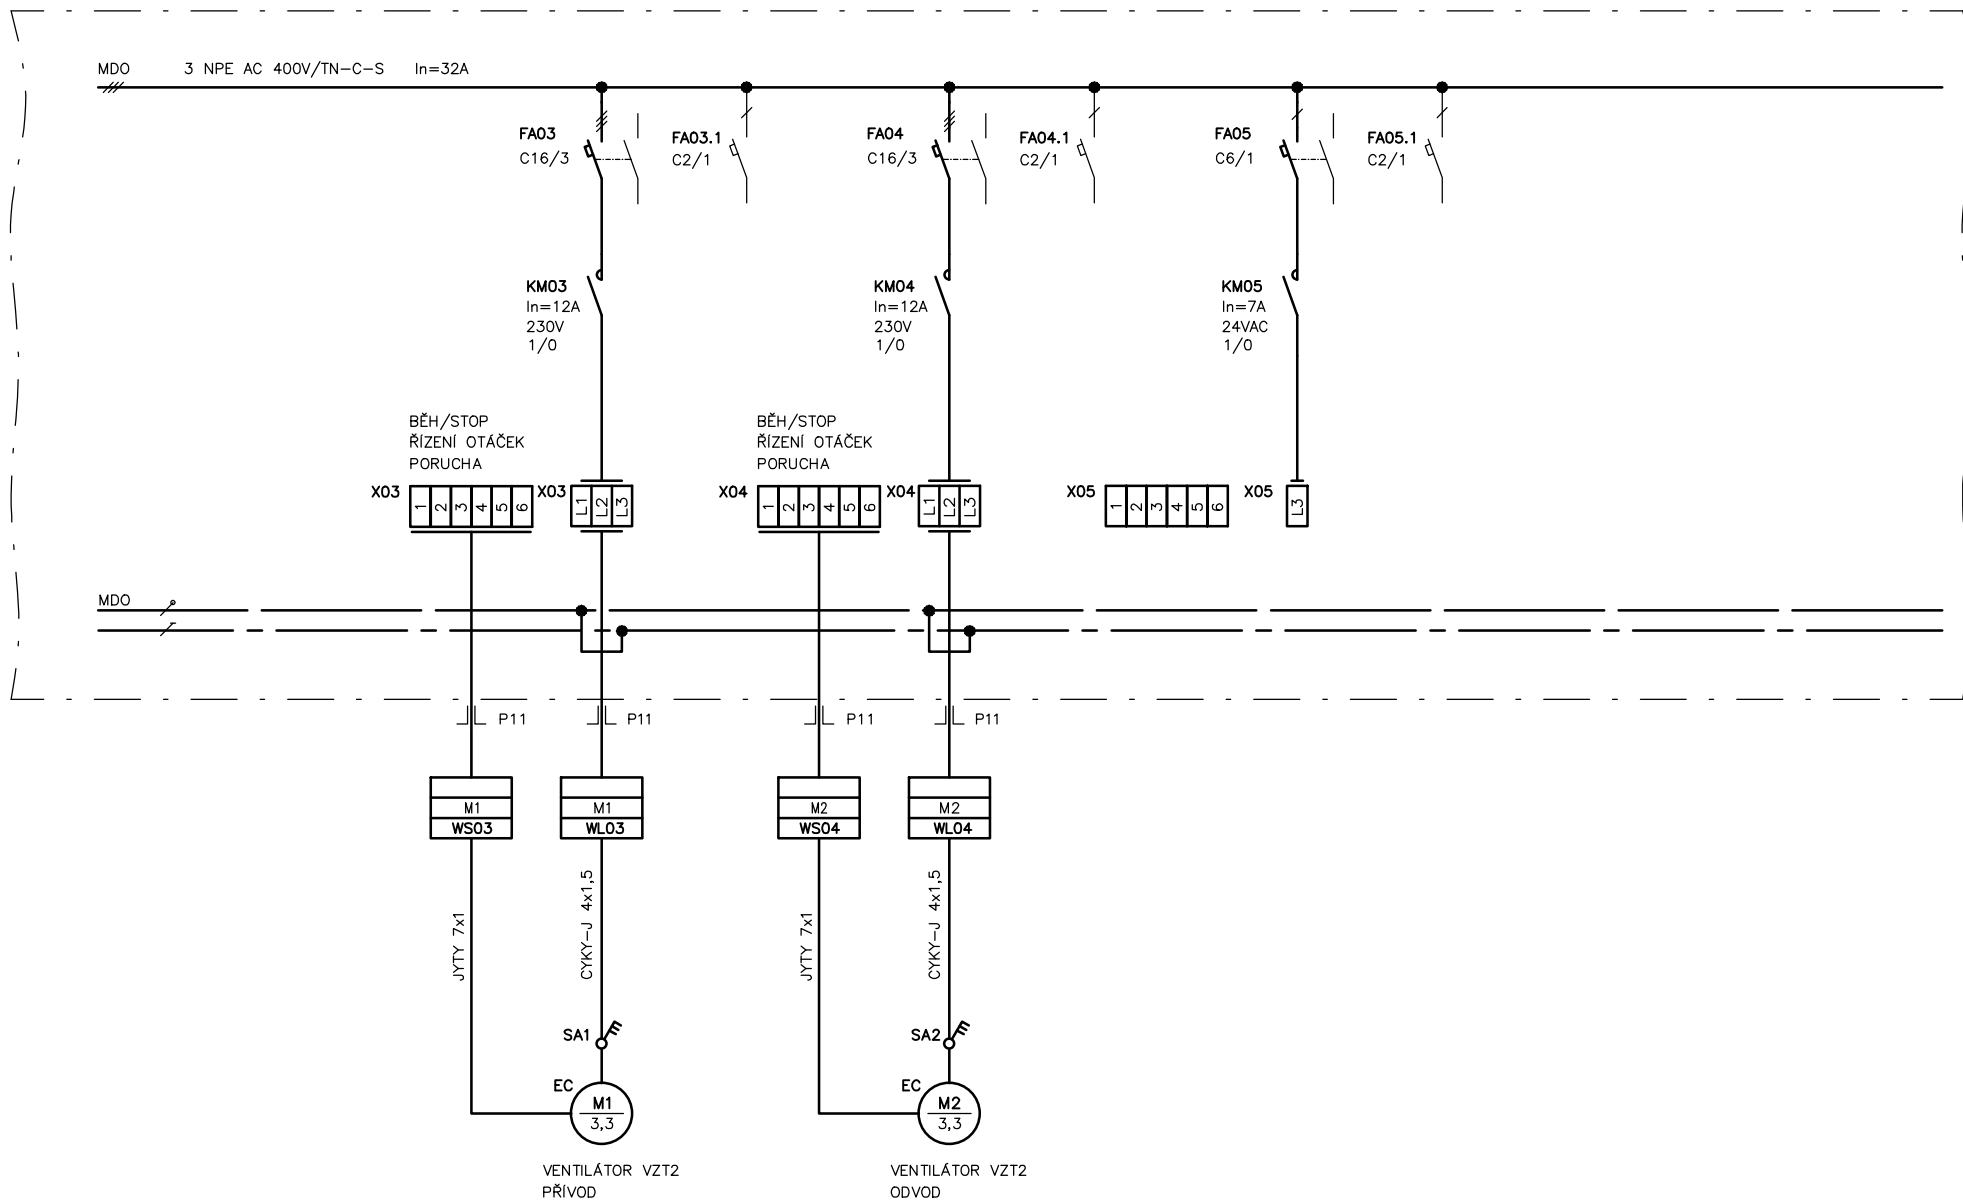 MDO 3 NPE AC 400V/TN-C-S In=32A
FA03
C16/3
FA03.1
C2/1
FA04
C16/3
FA04.1
C2/1
FA05
C6/1
FA05.1
C2/1
KM03
In=12A
230V
1/0
KM04
In=12A
230V
1/0
KM05
In=7A
24VAC
1/0
BĚH/STOP
ŘÍZENÍ OTÁČEK
PORUCHA
BĚH/STOP
ŘÍZENÍ OTÁČEK
PORUCHA
X03 1 2 3 4 5 6 X03 L1 L2 L3
X04 1 2 3 4 5 6 X04 L1 L2 L3
X05 1 2 3 4 5 6 X05 L3
MDO
P11 P11 P11 P11
M1
WS03
M1
WL03
M2
WS04
M2
WL04
JYTY 7x1
CYKY-J 4x1,5
JYTY 7x1
CYKY-J 4x1,5
SA1
SA2
EC
M1
3,3
EC
M2
3,3
VENTILÁTOR VZT2
PŘÍVOD
VENTILÁTOR VZT2
ODVOD